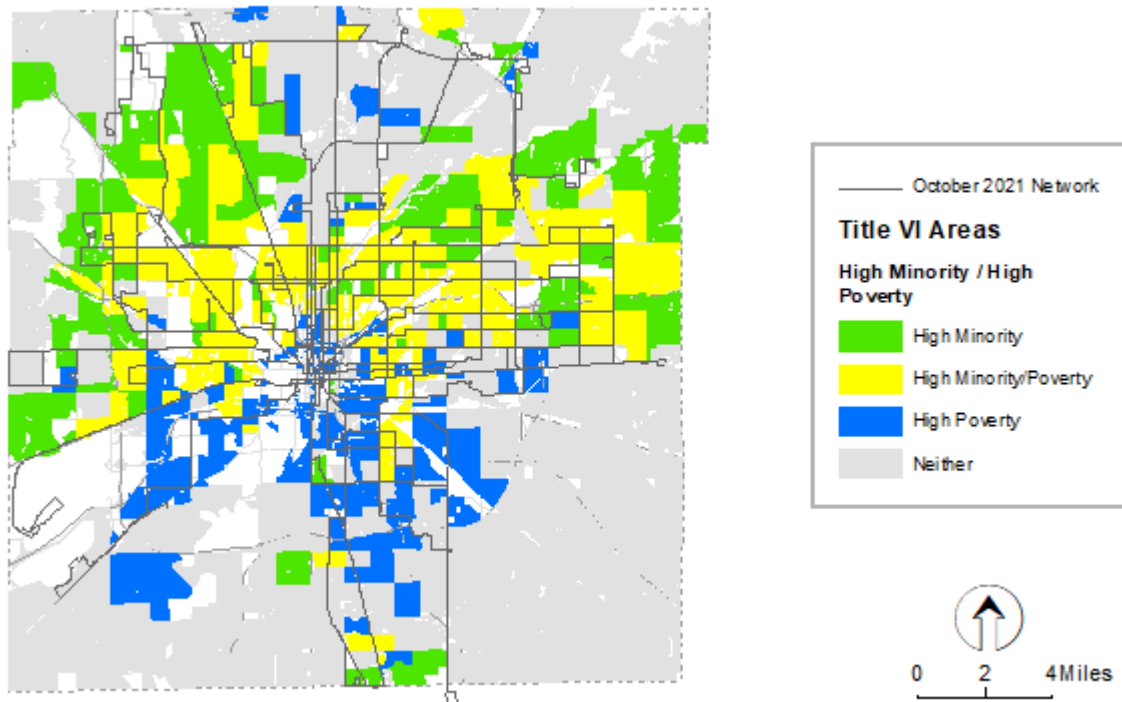 October 2021 Network
Title VI Areas
High Minority / High
Poverty
High Minority
High Minority/Poverty
High Poverty
Neither
0 2 4 Miles